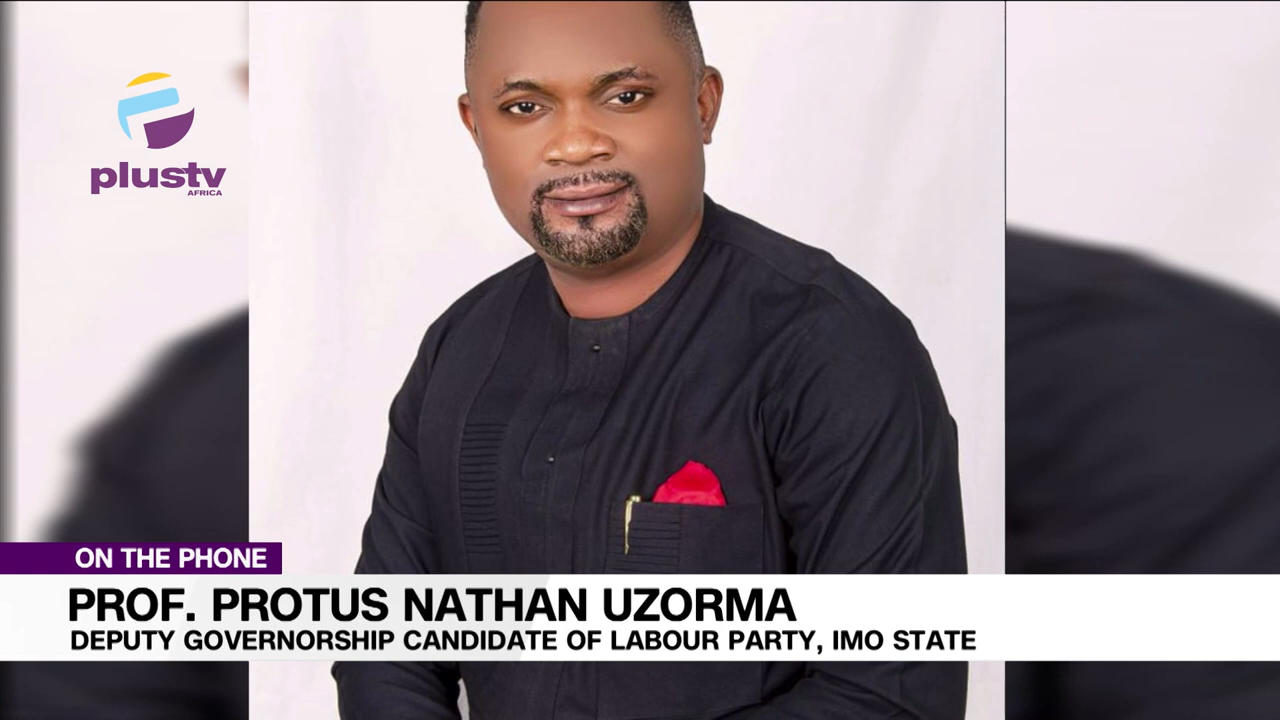 plustv
AFRICA
ON THE PHONE
PROF. PROTUS NATHAN UZORMA
DEPUTY GOVERNORSHIP CANDIDATE OF LABOUR PARTY, IMO STATE